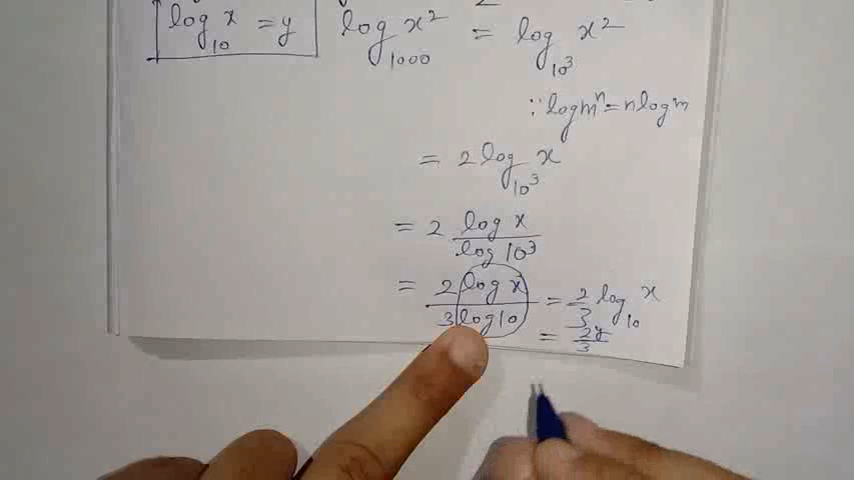 log₁₀ x = y log₁₀₀₀ x² = log₁₀³ x²
∵ log mⁿ = n log m
= 2 log₁₀³ x
= 2 log x / log 10³
= 2 log x / 3 log 10 = 2/3 log₁₀ x
= 2y/3